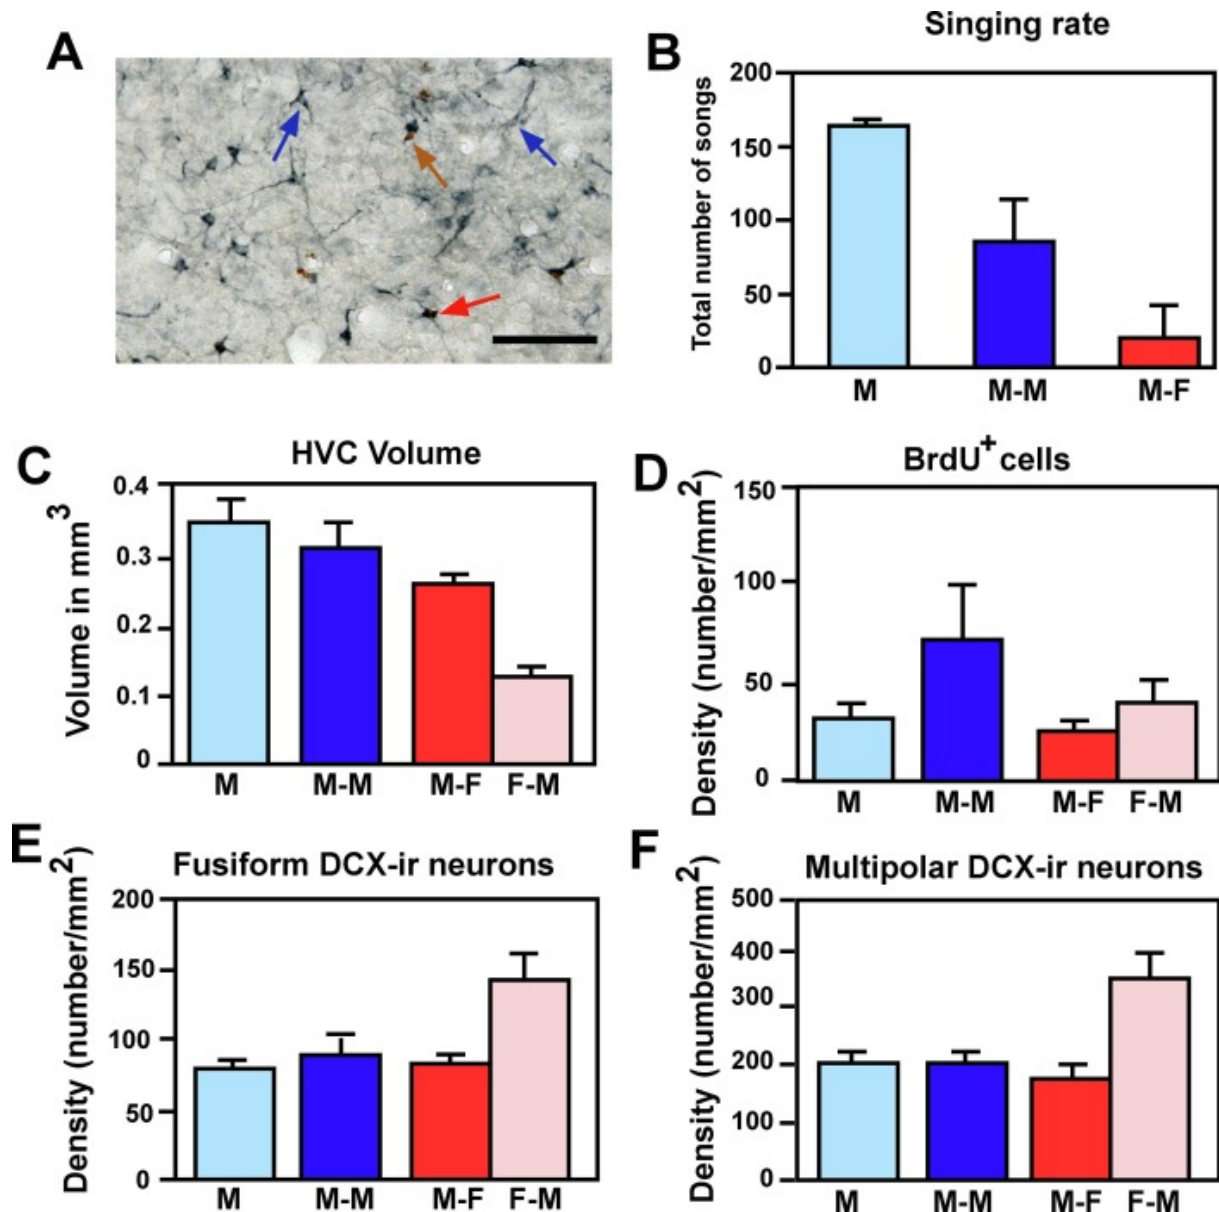 A
B
Singing rate
Total number of songs
200
150
100
50
0
M M-M M-F
C
HVC Volume
Volume in mm3
0.4
0.3
0.2
0.1
0
M M-M M-F F-M
D
BrdU+ cells
Density (number/mm2)
150
100
50
0
M M-M M-F F-M
E
Fusiform DCX-ir neurons
Density (number/mm2)
200
150
100
50
0
M M-M M-F F-M
F
Multipolar DCX-ir neurons
Density (number/mm2)
500
400
300
200
100
0
M M-M M-F F-M